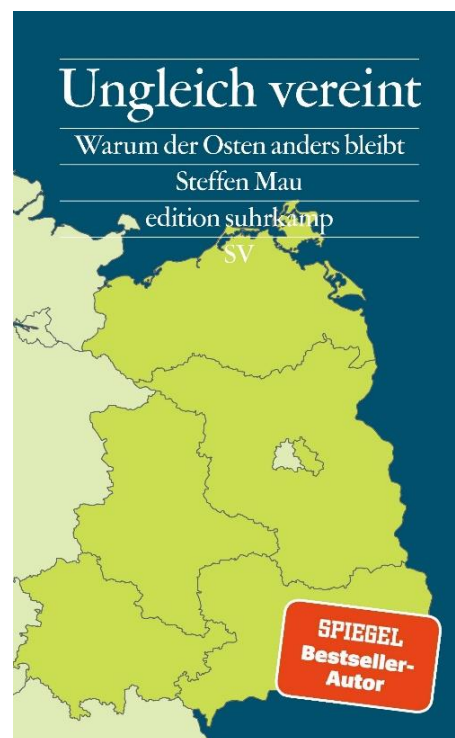 Ungleich vereint
Warum der Osten anders bleibt
Steffen Mau
edition suhrkamp
SV
SPIEGEL
Bestseller-
Autor